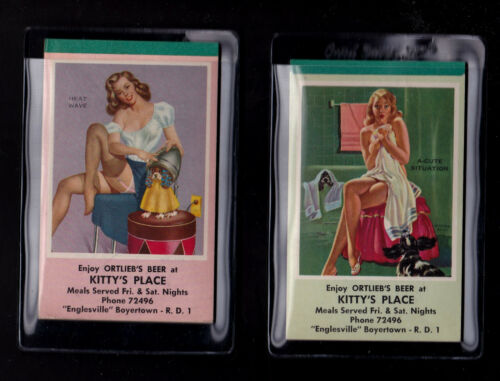 HEAT
WAVE
Enjoy ORTLIEB'S BEER at
KITTY'S PLACE
Meals Served Fri. & Sat. Nights
Phone 72496
"Englesville" Boyertown - R. D. 1
A-CUTE
SITUATION
Enjoy ORTLIEB'S BEER at
KITTY'S PLACE
Meals Served Fri. & Sat. Nights
Phone 72496
"Englesville" Boyertown - R. D. 1